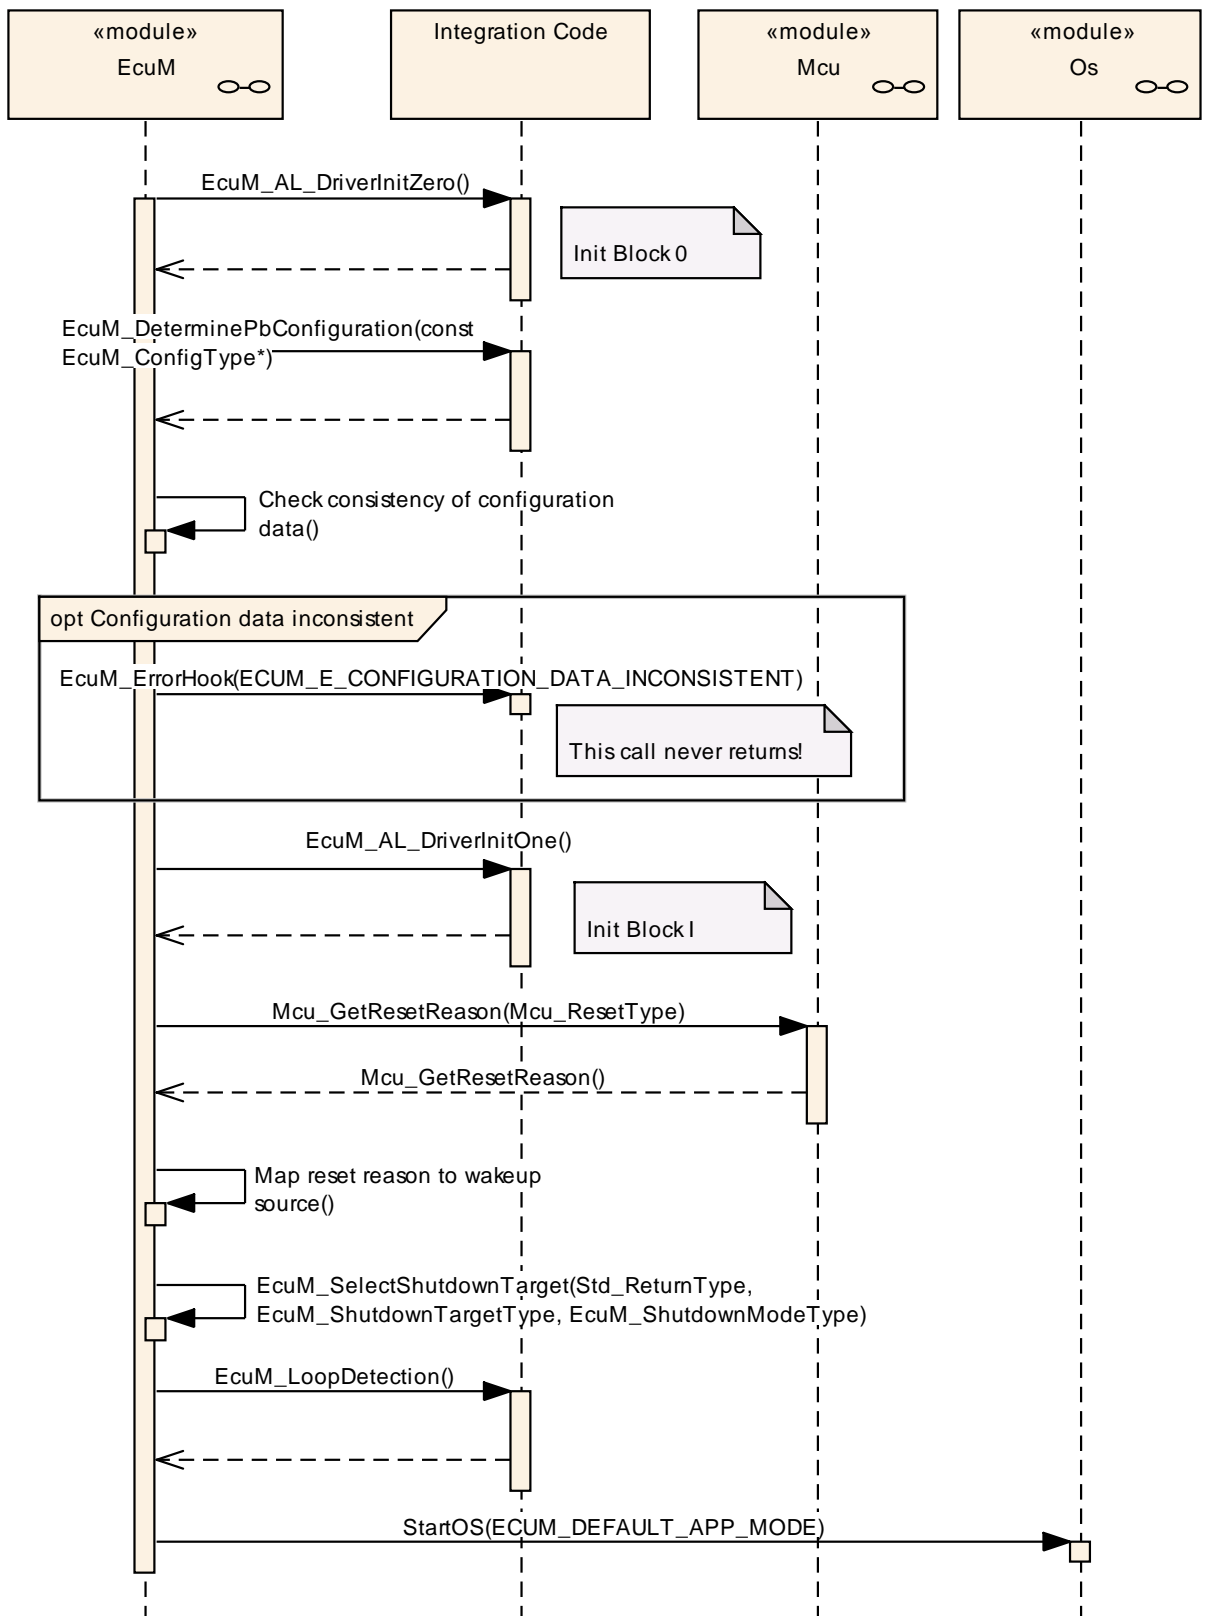 «module»
EcuM
Integration Code
«module»
Mcu
«module»
Os
EcuM_AL_DriverInitZero()
Init Block 0
EcuM_DeterminePbConfiguration(const
EcuM_ConfigType*)
Check consistency of configuration
data()
opt Configuration data inconsistent
EcuM_ErrorHook(ECUM_E_CONFIGURATION_DATA_INCONSISTENT)
This call never returns!
EcuM_AL_DriverInitOne()
Init Block I
Mcu_GetResetReason(Mcu_ResetType)
Mcu_GetResetReason()
Map reset reason to wakeup
source()
EcuM_SelectShutdownTarget(Std_ReturnType,
EcuM_ShutdownTargetType, EcuM_ShutdownModeType)
EcuM_LoopDetection()
StartOS(ECUM_DEFAULT_APP_MODE)